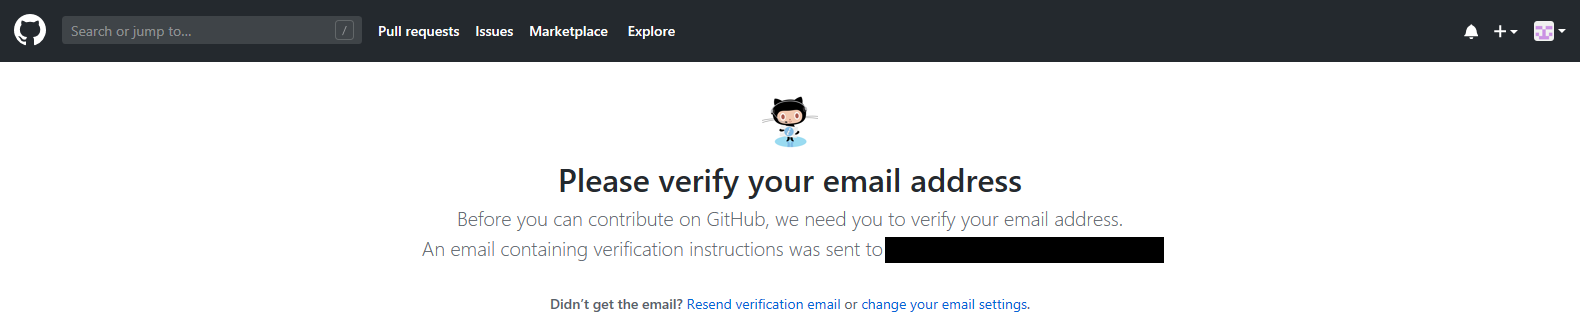 Search or jump to... /
Pull requests Issues Marketplace Explore
Please verify your email address
Before you can contribute on GitHub, we need you to verify your email address.
An email containing verification instructions was sent to
Didn’t get the email? Resend verification email or change your email settings.